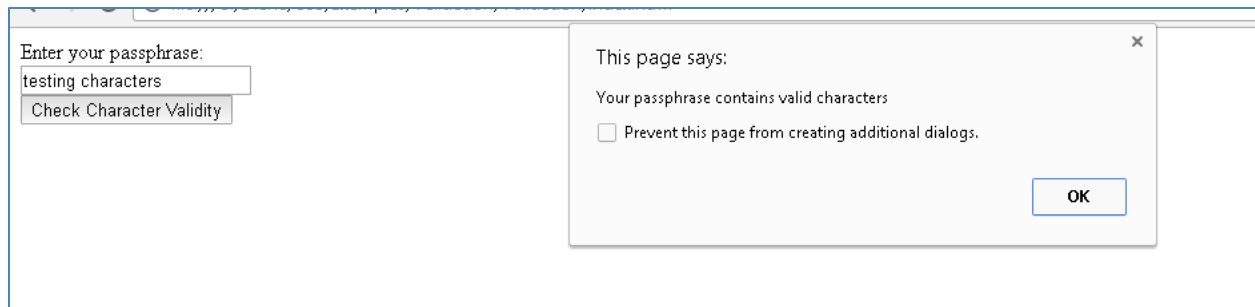 Enter your passphrase:
testing characters
Check Character Validity
This page says:
Your passphrase contains valid characters
Prevent this page from creating additional dialogs.
OK